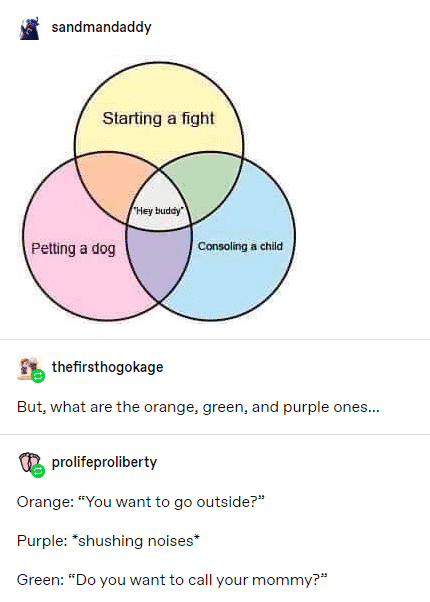 sandmandaddy
Starting a fight
"Hey buddy"
Petting a dog
Consoling a child
thefirsthogokage
But, what are the orange, green, and purple ones...
prolifeproliberty
Orange: “You want to go outside?”
Purple: *shushing noises*
Green: “Do you want to call your mommy?”